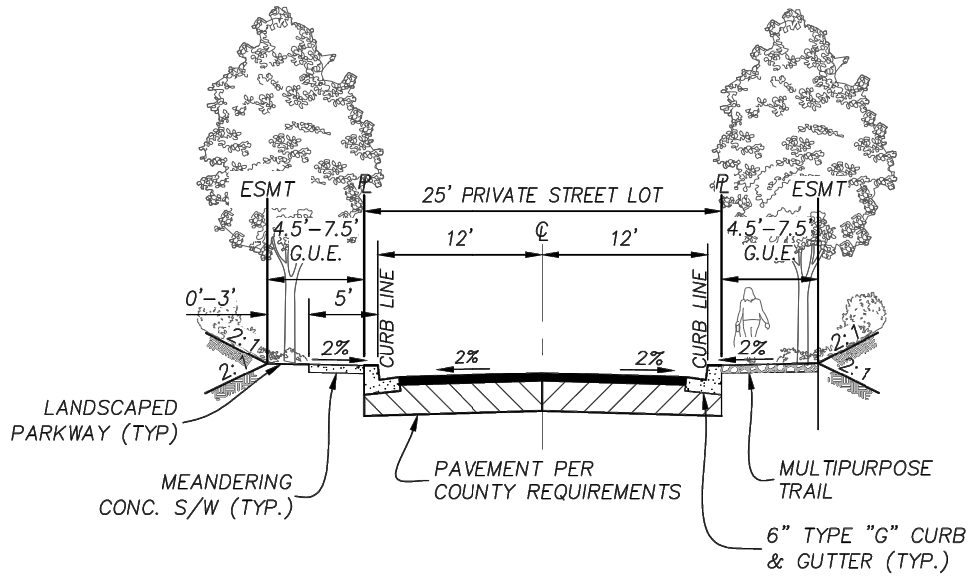 ESMT
PL
25' PRIVATE STREET LOT
PL
ESMT
4.5'-7.5'
G.U.E.
12'
CL
12'
4.5'-7.5'
G.U.E.
0'-3'
5'
CURB LINE
CURB LINE
2:1
2:1
2%
2%
2%
2%
2:1
2:1
LANDSCAPED
PARKWAY (TYP)
MEANDERING
CONC. S/W (TYP.)
PAVEMENT PER
COUNTY REQUIREMENTS
MULTIPURPOSE
TRAIL
6" TYPE "G" CURB
& GUTTER (TYP.)